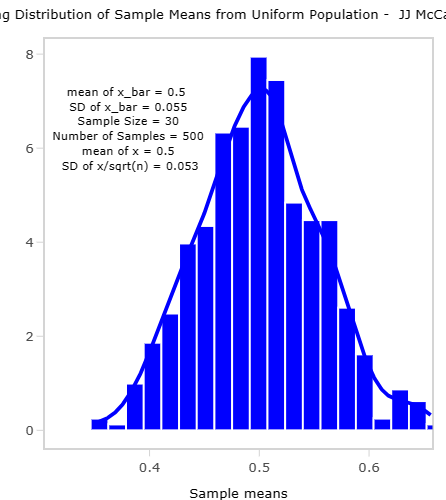 Distribution of Sample Means from Uniform Population - JJ
mean of x_bar = 0.5
SD of x_bar = 0.055
Sample Size = 30
Number of Samples = 500
mean of x = 0.5
SD of x/sqrt(n) = 0.053
8
6
4
2
0
0.4 0.5 0.6
Sample means